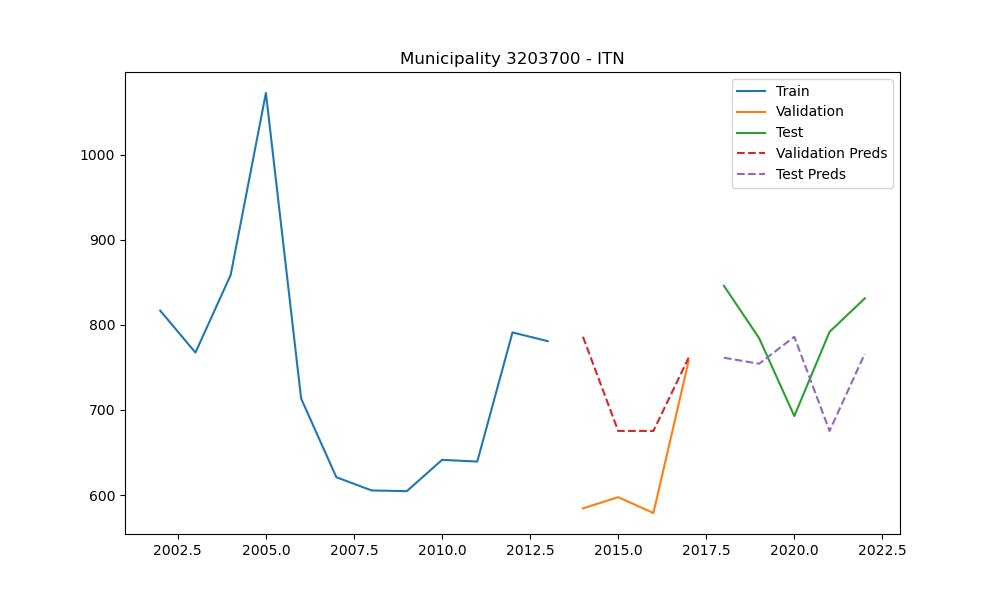 Municipality 3203700 - ITN
Train
Validation
Test
Validation Preds
Test Preds
1000
900
800
700
600
2002.5 2005.0 2007.5 2010.0 2012.5 2015.0 2017.5 2020.0 2022.5